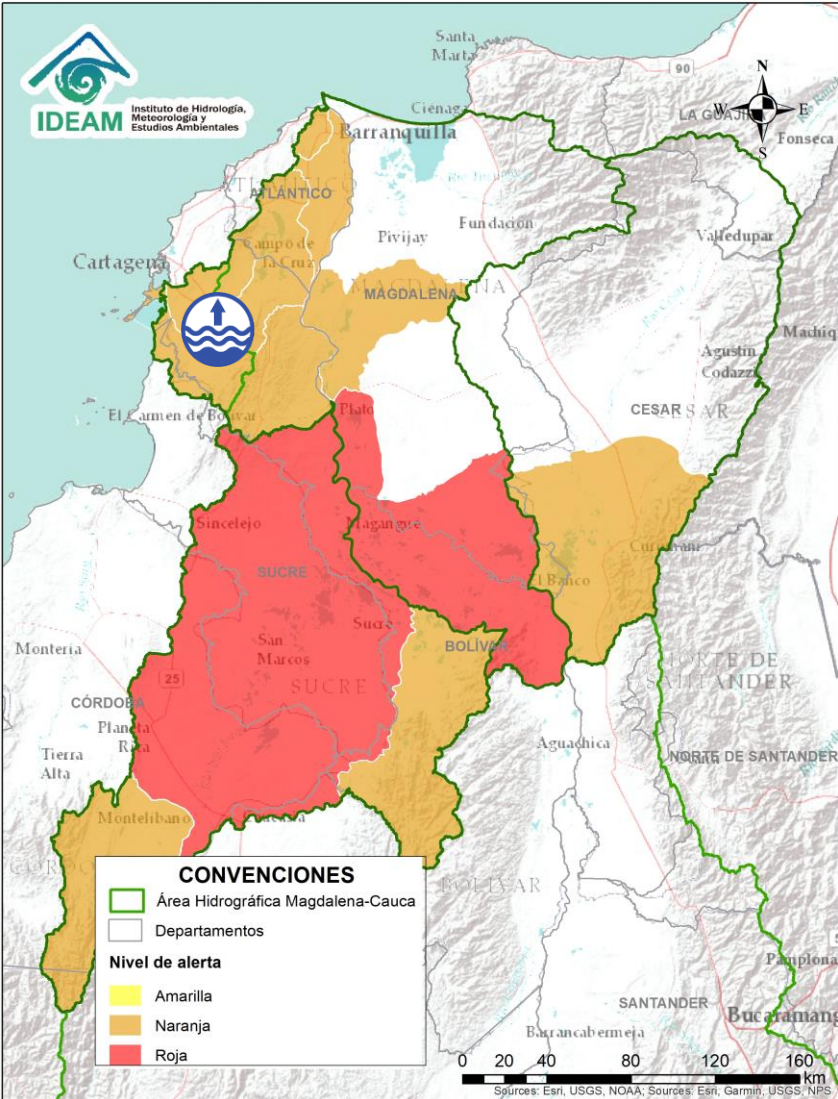 IDEAM
Instituto de Hidrología,
Meteorología y
Estudios Ambientales
Santa
Marta
90
N
W
E
S
LA GUAJIRA
Ciénaga
Barranquilla
Fonseca
ATLÁNTICO
Pivijay
Fundación
Valledupar
Campo de
la Cruz
Cartagena
MAGDALENA
MAGDALENA
Agustín
Codazzi
El Carmen de Bolívar
Plato
CESAR
CESAR
Sincelejo
Magangué
SUCRE
El Banco
Sucre
BOLÍVAR
Montería
San
Marcos
SUCRE
25
NORTE DE
SANTANDER
CÓRDOBA
Planeta
Rica
Tierra
Alta
Aguachica
NORTE DE SANTANDER
Montelíbano
BOLÍVAR
CONVENCIONES
Área Hidrográfica Magdalena-Cauca
Departamentos
Nivel de alerta
Amarilla
Naranja
Roja
Pamplona
SANTANDER
Bucaramang
Barrancabermeja
0 20 40 80 120 160
km
Sources: Esri, USGS, NOAA; Sources: Esri, Garmin, USGS, NPS